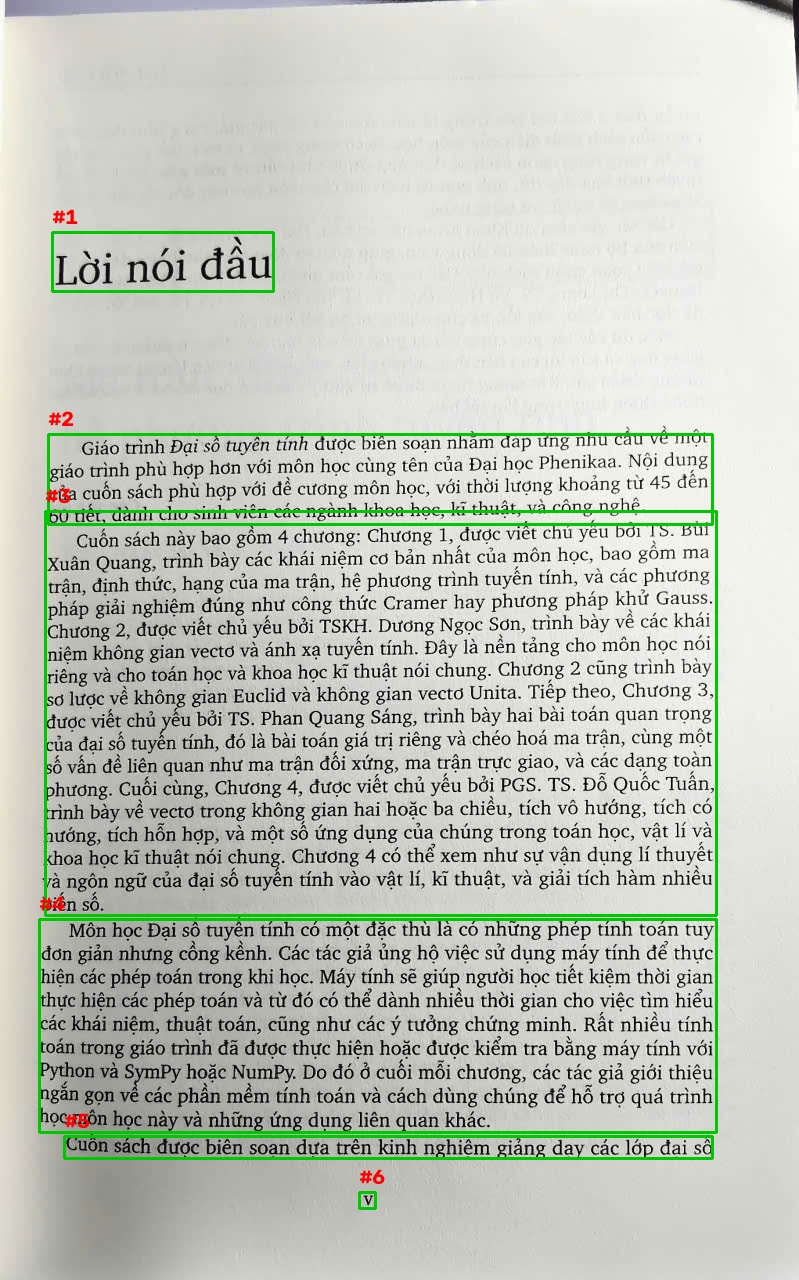 Lời nói đầu
Giáo trình Đại số tuyến tính được biên soạn nhằm đáp ứng nhu cầu về một
giáo trình phù hợp hơn với môn học cùng tên của Đại học Phenikaa. Nội dung
của cuốn sách phù hợp với đề cương môn học, với thời lượng khoảng từ 45 đến
60 tiết, dành cho sinh viên các ngành khoa học, kĩ thuật, và công nghệ.
Cuốn sách này bao gồm 4 chương: Chương 1, được viết chủ yếu bởi TS. Bùi
Xuân Quang, trình bày các khái niệm cơ bản nhất của môn học, bao gồm ma
trận, định thức, hạng của ma trận, hệ phương trình tuyến tính, và các phương
pháp giải nghiệm đúng như công thức Cramer hay phương pháp khử Gauss.
Chương 2, được viết chủ yếu bởi TSKH. Dương Ngọc Sơn, trình bày về các khái
niệm không gian vectơ và ánh xạ tuyến tính. Đây là nền tảng cho môn học nói
riêng và cho toán học và khoa học kĩ thuật nói chung. Chương 2 cũng trình bày
sơ lược về không gian Euclid và không gian vectơ Unita. Tiếp theo, Chương 3,
được viết chủ yếu bởi TS. Phan Quang Sáng, trình bày hai bài toán quan trọng
của đại số tuyến tính, đó là bài toán giá trị riêng và chéo hoá ma trận, cùng một
số vấn đề liên quan như ma trận đối xứng, ma trận trực giao, và các dạng toàn
phương. Cuối cùng, Chương 4, được viết chủ yếu bởi PGS. TS. Đỗ Quốc Tuấn,
trình bày về vectơ trong không gian hai hoặc ba chiều, tích vô hướng, tích có
hướng, tích hỗn hợp, và một số ứng dụng của chúng trong toán học, vật lí và
khoa học kĩ thuật nói chung. Chương 4 có thể xem như sự vận dụng lí thuyết
và ngôn ngữ của đại số tuyến tính vào vật lí, kĩ thuật, và giải tích hàm nhiều
biến số.
Môn học Đại số tuyến tính có một đặc thù là có những phép tính toán tuy
đơn giản nhưng cồng kềnh. Các tác giả ủng hộ việc sử dụng máy tính để thực
hiện các phép toán trong khi học. Máy tính sẽ giúp người học tiết kiệm thời gian
thực hiện các phép toán và từ đó có thể dành nhiều thời gian cho việc tìm hiểu
các khái niệm, thuật toán, cũng như các ý tưởng chứng minh. Rất nhiều tính
toán trong giáo trình đã được thực hiện hoặc được kiểm tra bằng máy tính với
Python và SymPy hoặc NumPy. Do đó ở cuối mỗi chương, các tác giả giới thiệu
ngắn gọn về các phần mềm tính toán và cách dùng chúng để hỗ trợ quá trình
học môn học này và những ứng dụng liên quan khác.
Cuốn sách được biên soạn dựa trên kinh nghiệm giảng dạy các lớp đại số
v
#1
#2
#3
#4
#5
#6